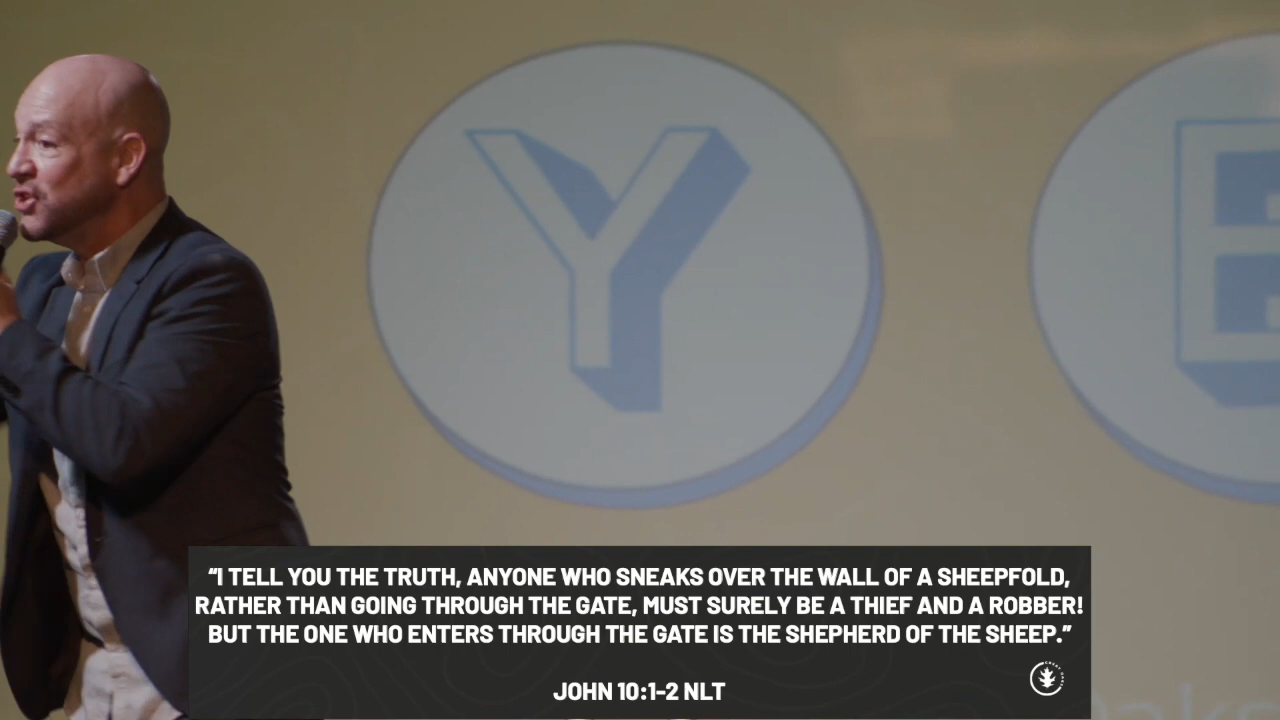 Y
“I TELL YOU THE TRUTH, ANYONE WHO SNEAKS OVER THE WALL OF A SHEEPFOLD,
RATHER THAN GOING THROUGH THE GATE, MUST SURELY BE A THIEF AND A ROBBER!
BUT THE ONE WHO ENTERS THROUGH THE GATE IS THE SHEPHERD OF THE SHEEP.”
JOHN 10:1-2 NLT